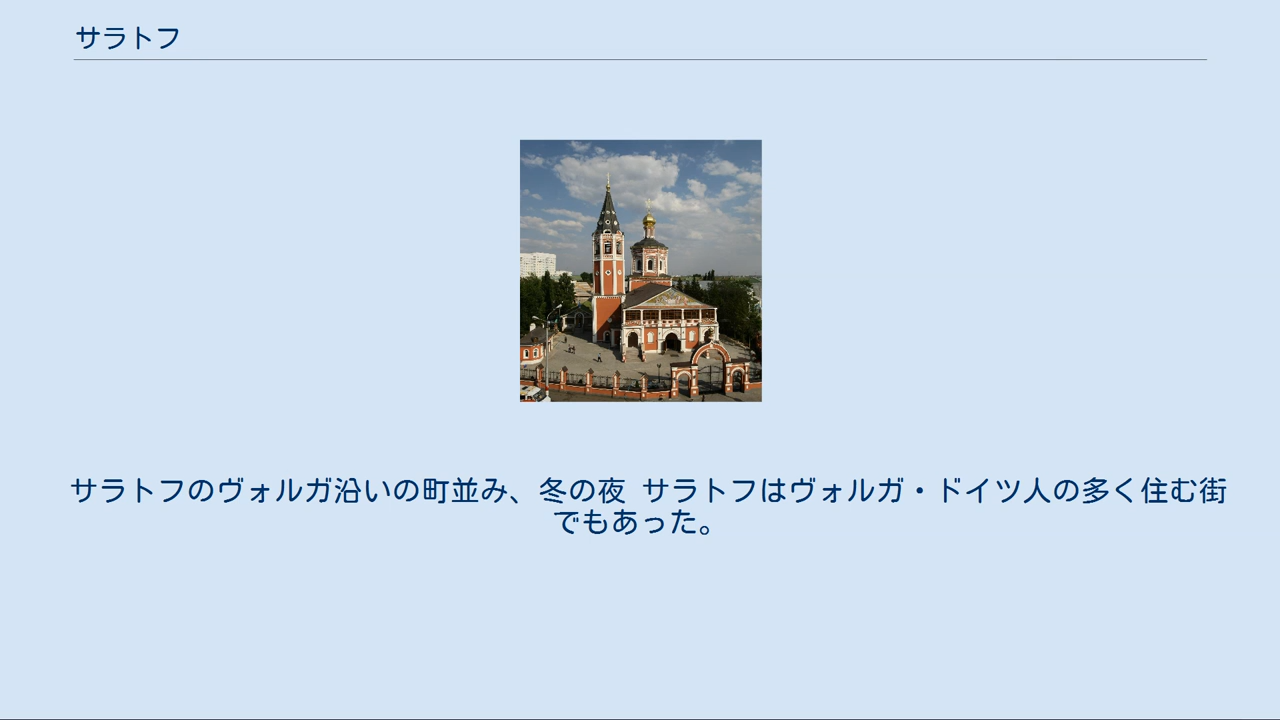 サラトフ
サラトフのヴォルガ沿いの町並み、冬の夜 サラトフはヴォルガ・ドイツ人の多く住む街
でもあった。